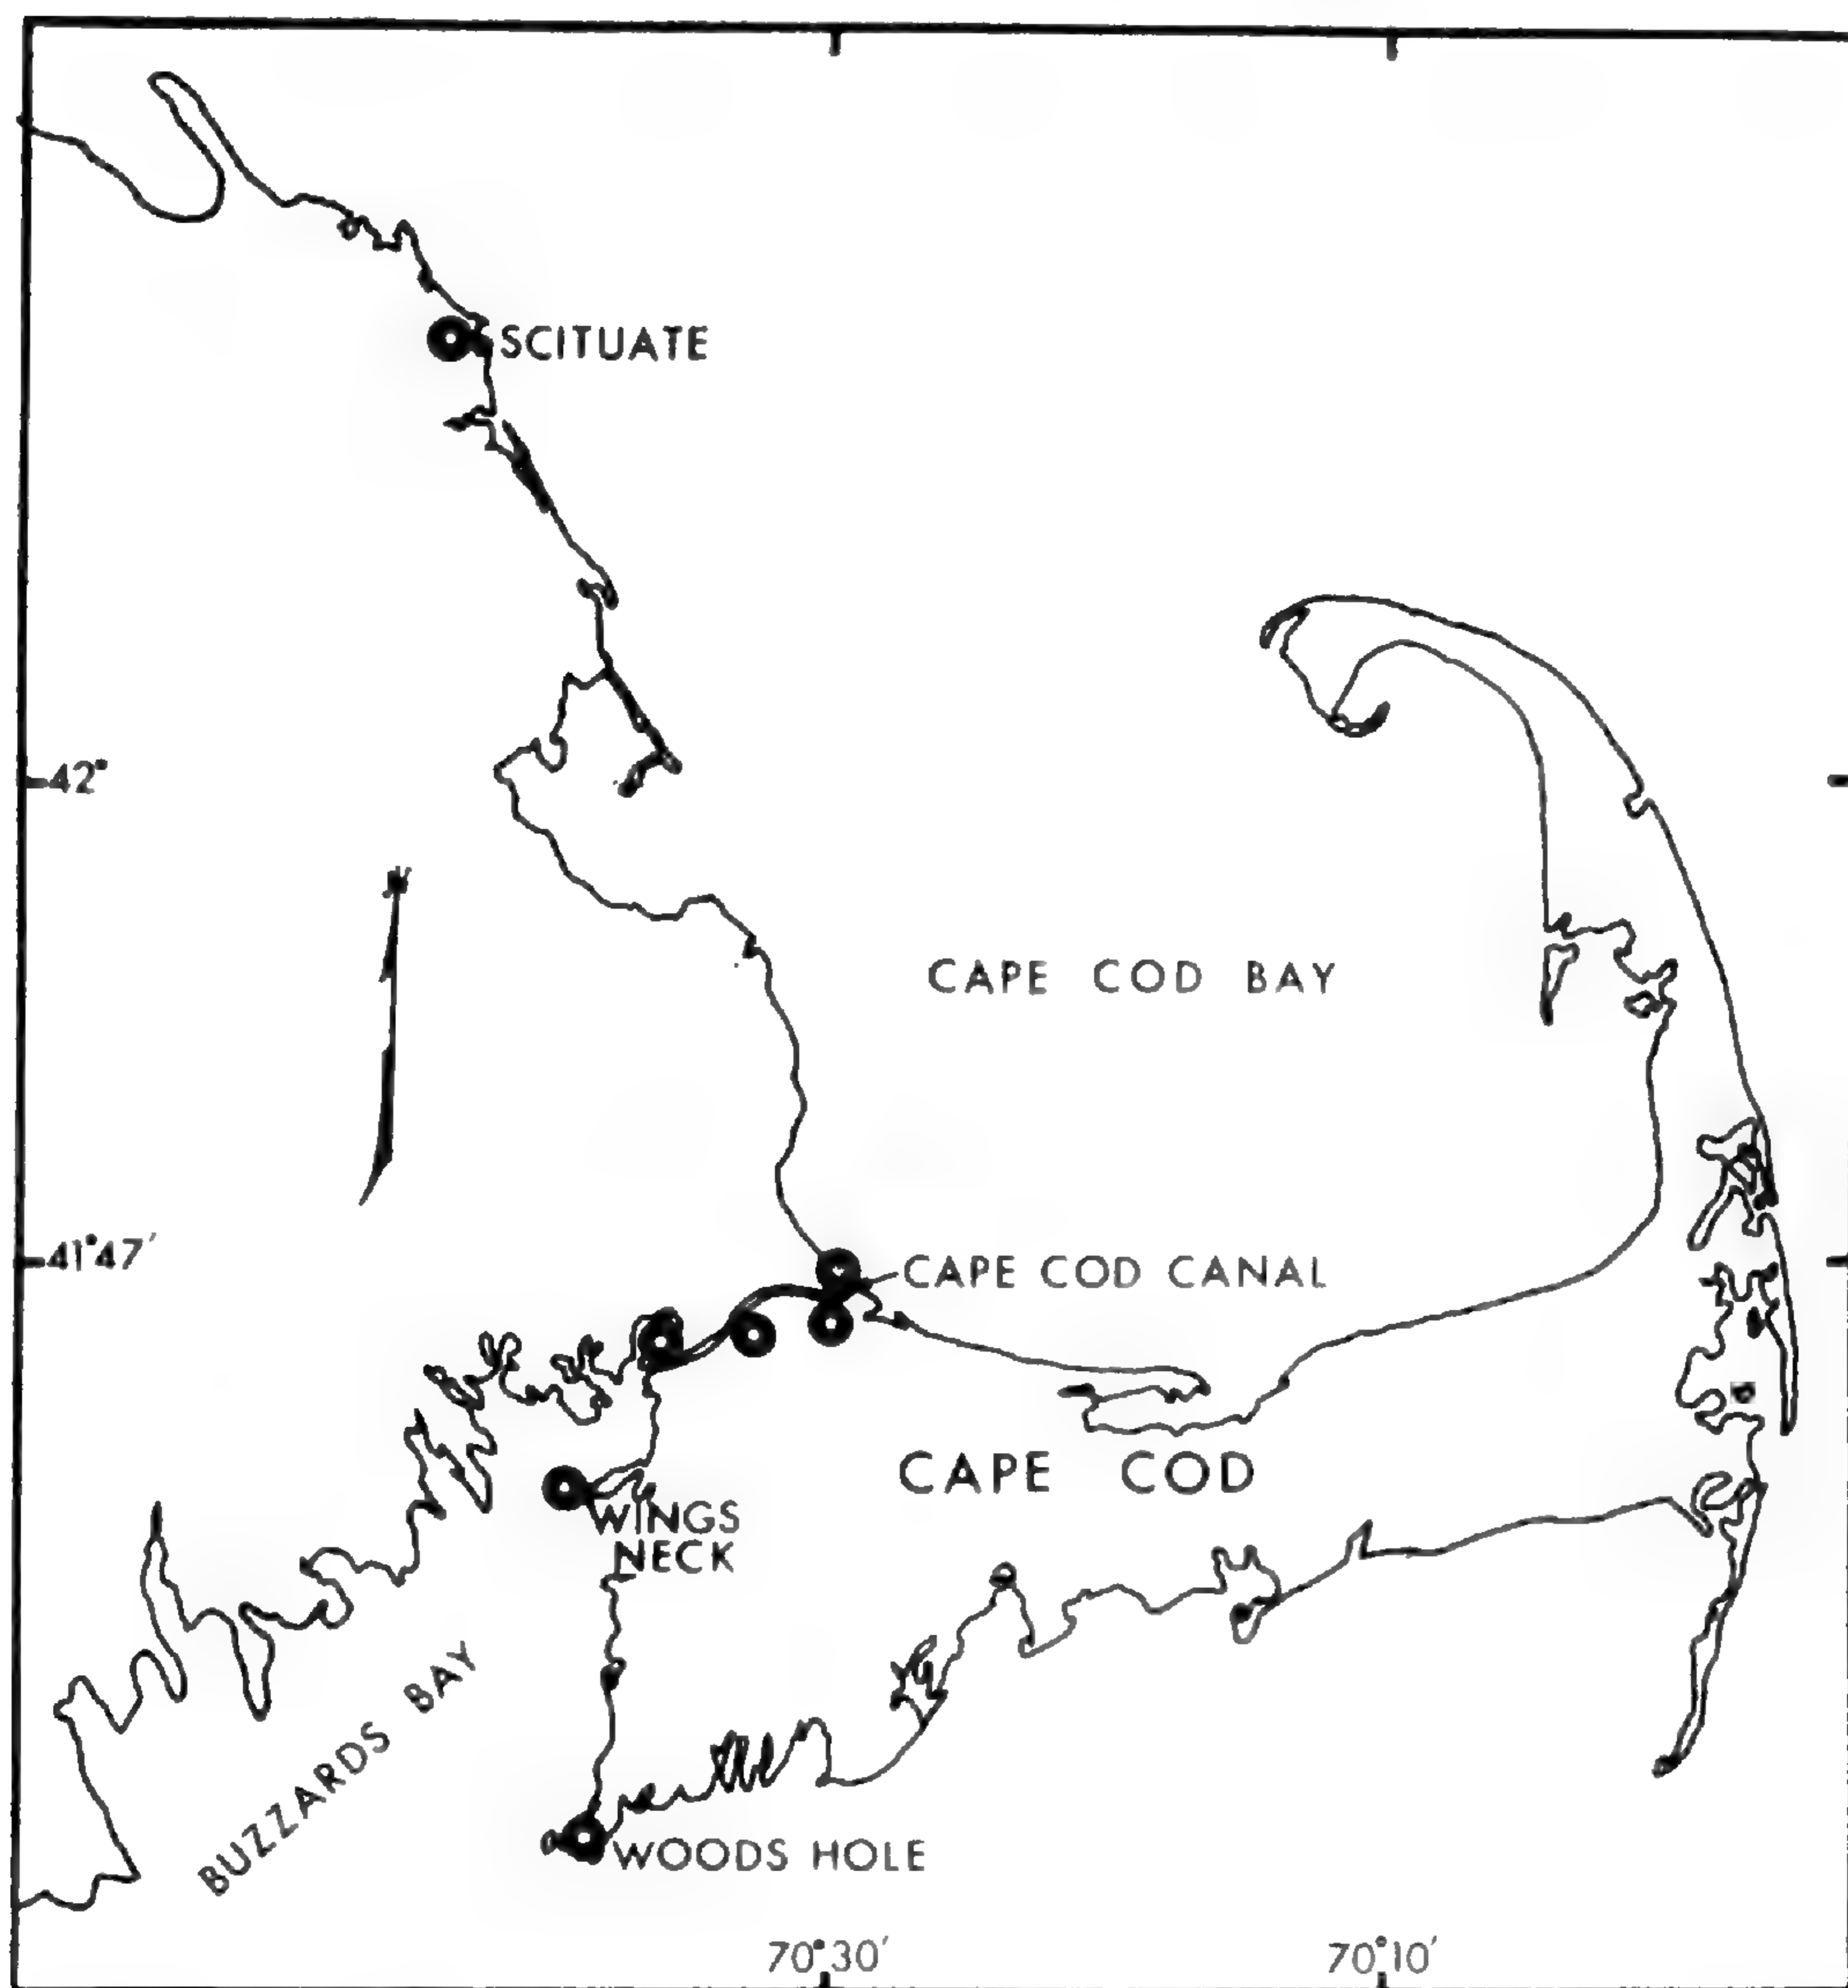 SCITUATE
42°
CAPE COD BAY
41°47'
CAPE COD CANAL
CAPE COD
WINGS
NECK
BUZZARDS BAY
WOODS HOLE
70°30'
70°10'